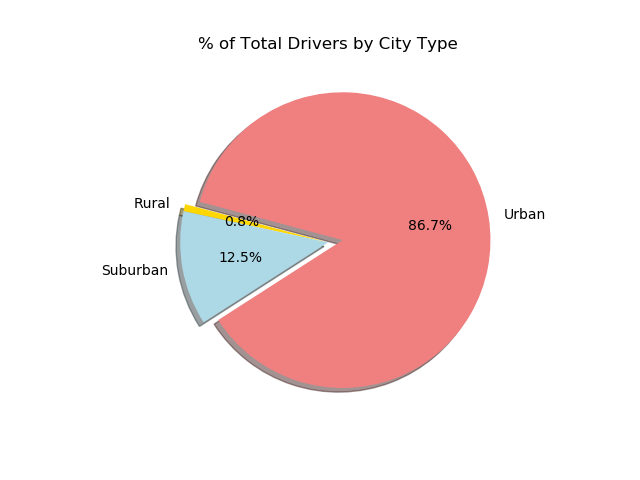 % of Total Drivers by City Type
Rural
0.8%
Urban
86.7%
12.5%
Suburban